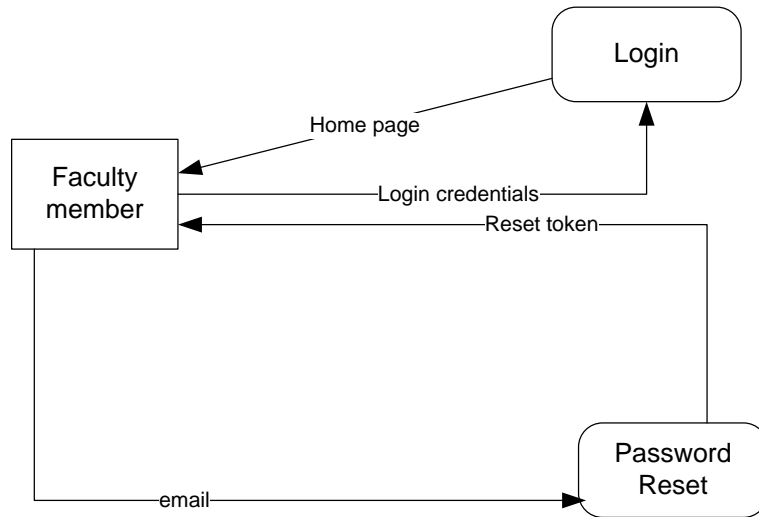 Login
Home page
Faculty
member
Login credentials
Reset token
Password
Reset
email